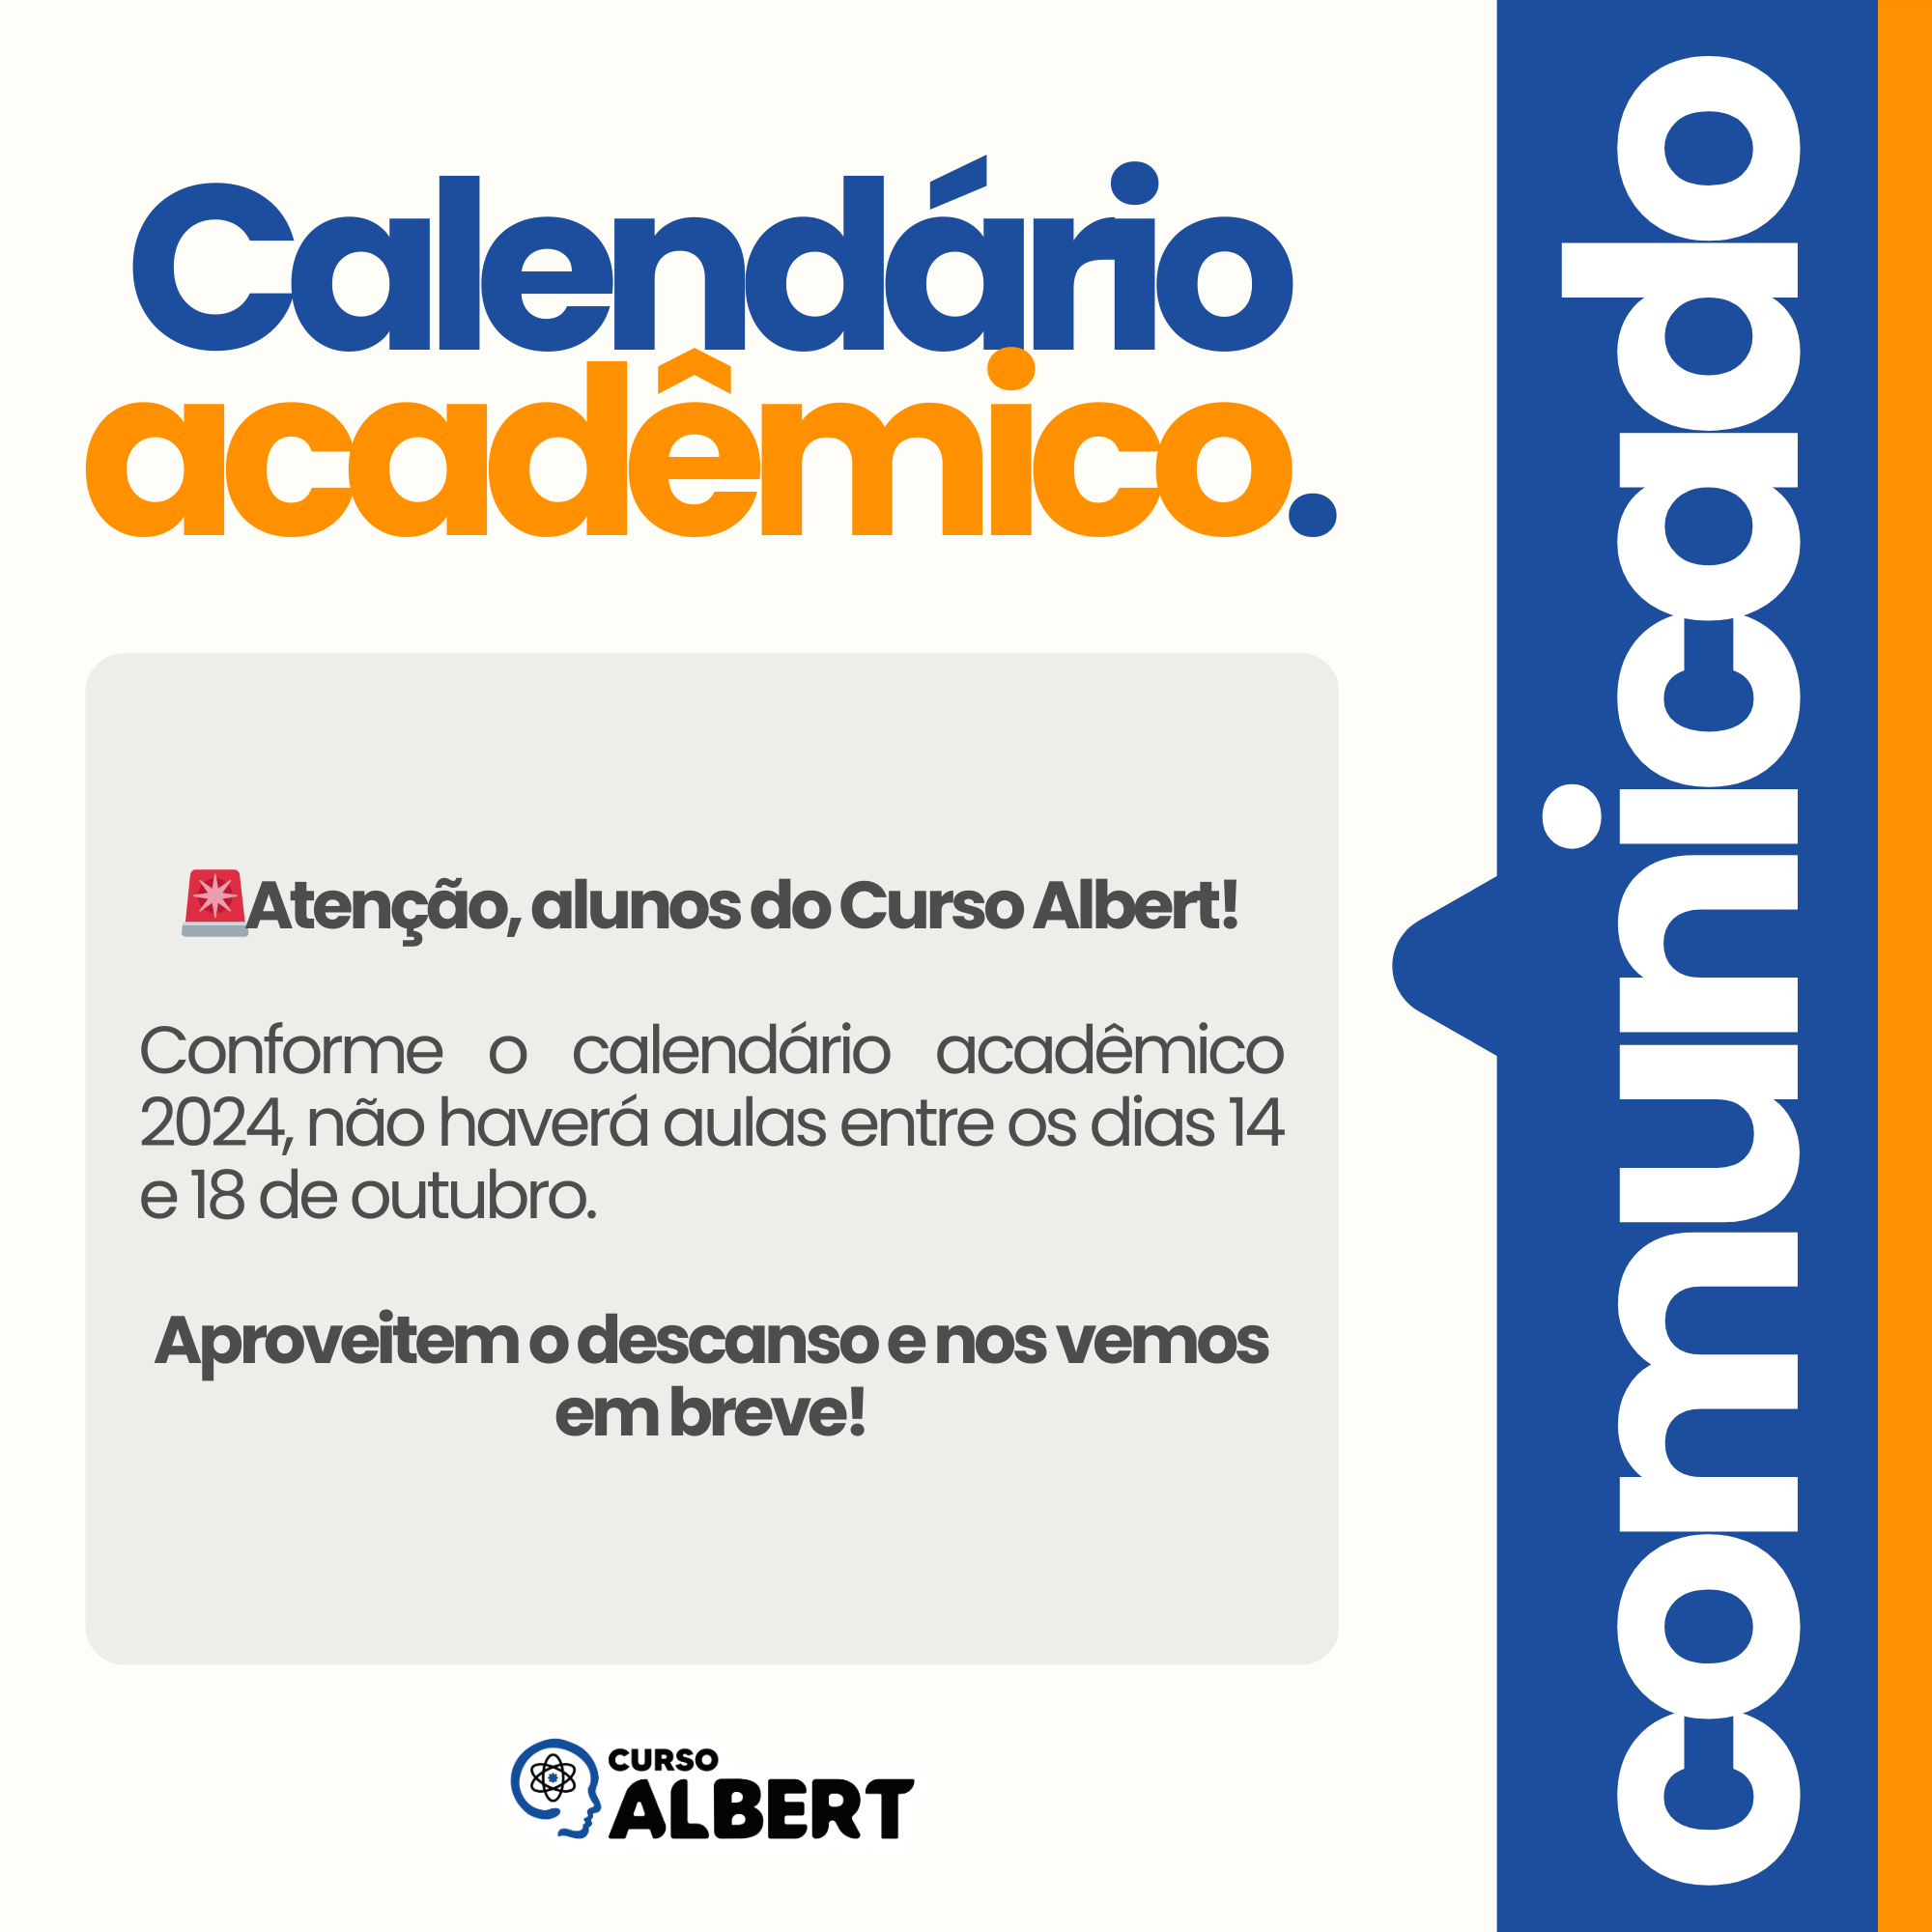 Calendário
acadêmico.
🚨Atenção, alunos do Curso Albert!
Conforme o calendário acadêmico
2024, não haverá aulas entre os dias 14
e 18 de outubro.
Aproveitem o descanso e nos vemos
em breve!
CURSO
ALBERT
comunicado